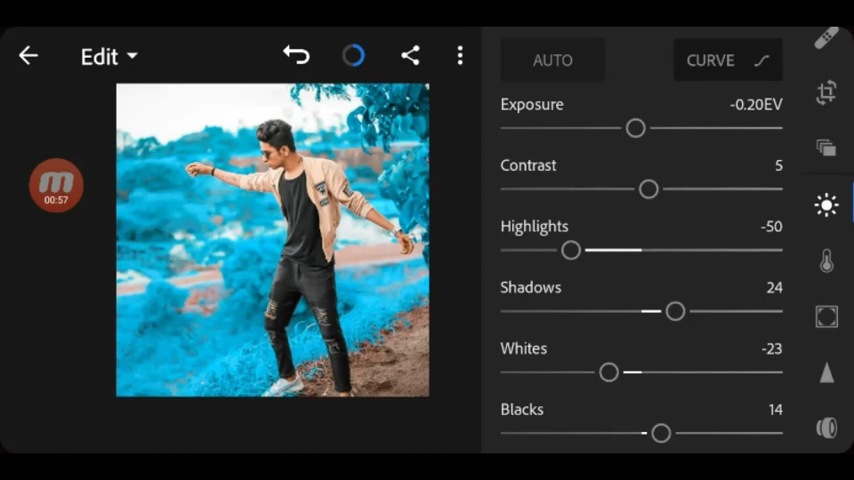 Edit
AUTO
CURVE
Exposure -0.20EV
Contrast 5
Highlights -50
Shadows 24
Whites -23
Blacks 14
00:57